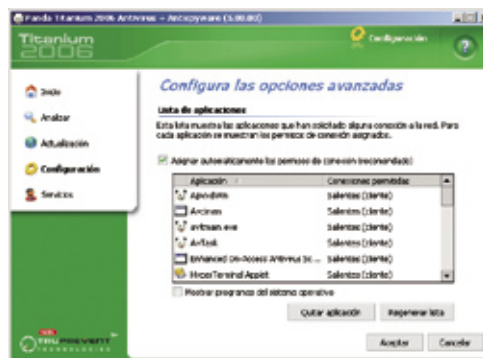 Panda Titanium 2006 Antivirus + Antispyware (5.00.00)
Titanium
2006
Configuración
?
Inicio
Analizar
Actualización
Configuración
Servicios
Configura las opciones avanzadas
Lista de aplicaciones
Esta lista muestra las aplicaciones que han solicitado alguna conexión a la red. Para
cada aplicación se muestran los permisos de conexión asignados.
Asignar automáticamente los permisos de conexión (recomendado)
Aplicación
Conexiones permitidas
Salientes (cliente)
Salientes (cliente)
avltman.exe
Salientes (cliente)
AvTask
Salientes (cliente)
Enhanced On-Access Antivirus Sc...
Salientes (cliente)
HyperTerminal Applet
Salientes (cliente)
Mostrar programas del sistema operativo
Quitar aplicación
Regenerar lista
Aceptar
Cancelar
TRUPREVENT
TECHNOLOGIES